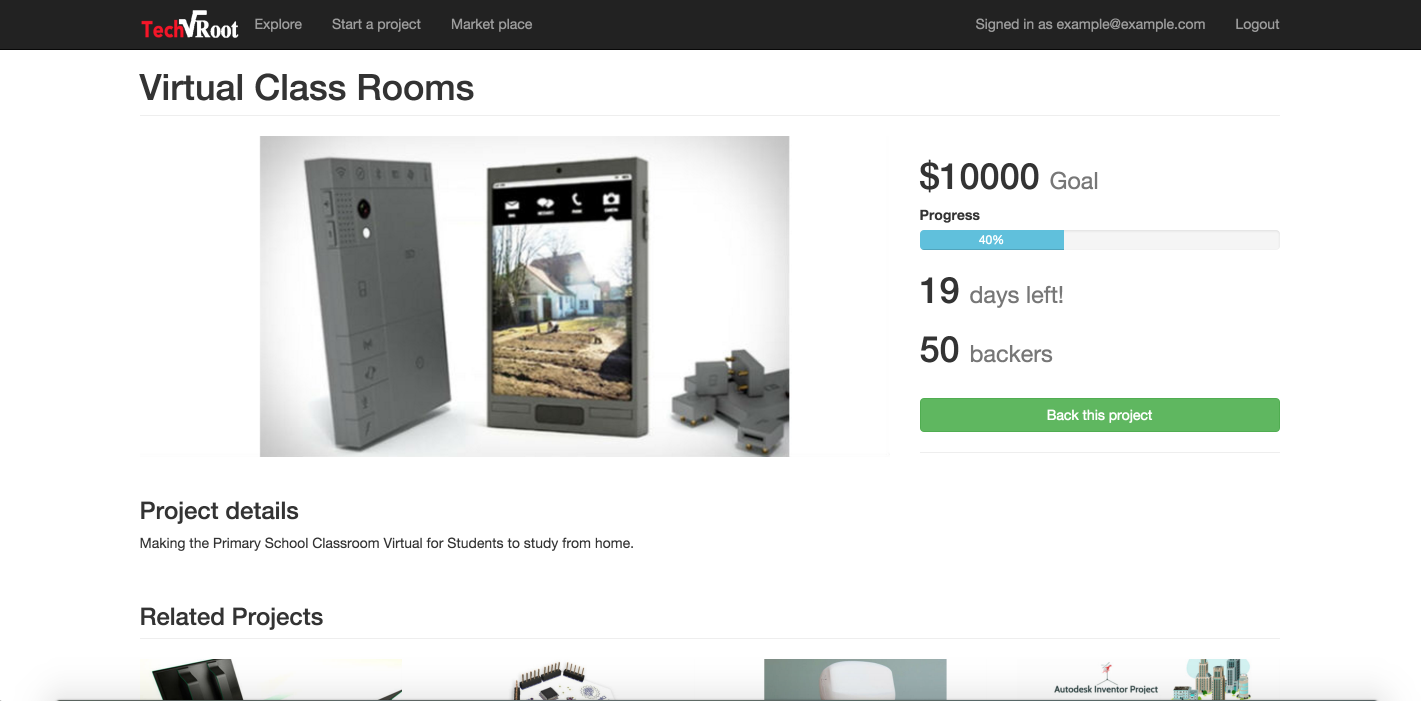 Tech√Root Explore Start a project Market place Signed in as example@example.com Logout
Virtual Class Rooms
$10000 Goal
Progress
40%
19 days left!
50 backers
Back this project
Project details
Making the Primary School Classroom Virtual for Students to study from home.
Related Projects
Autodesk Inventor Project